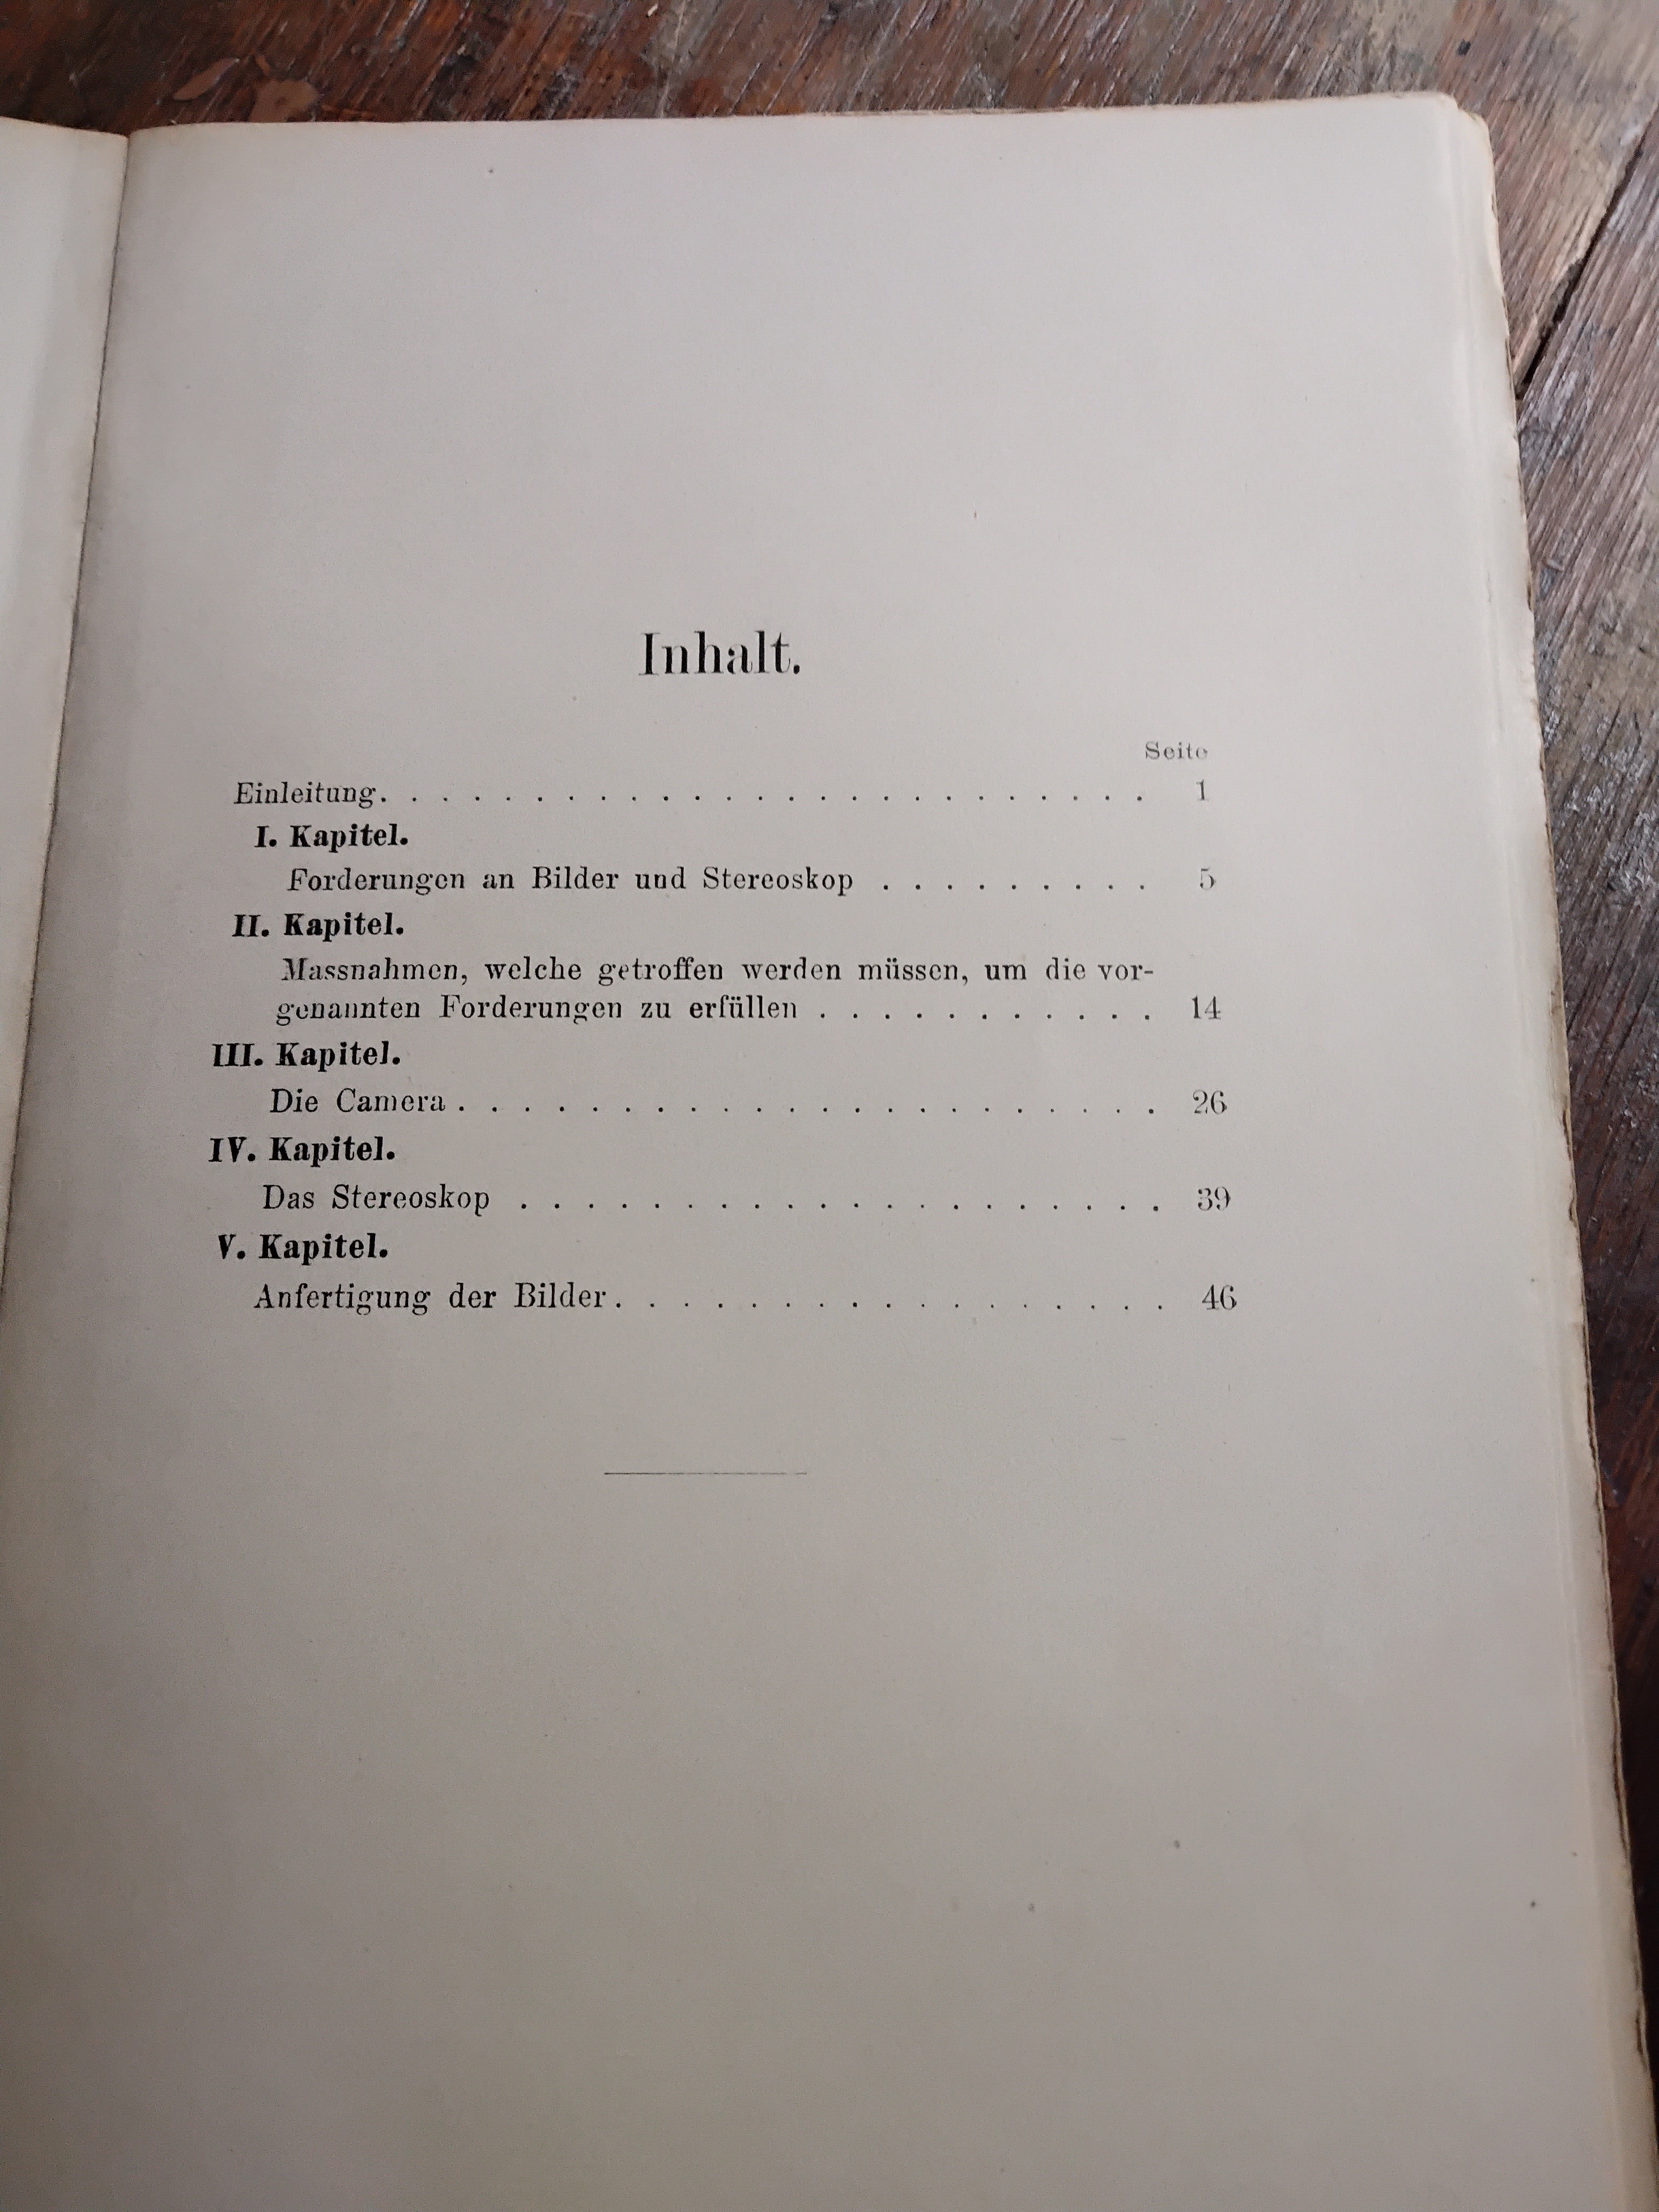 Inhalt.
Seite
Einleitung. . . . . . . . . . . . . . . . . . . . . . . . . 1
I. Kapitel.
Forderungen an Bilder und Stereoskop . . . . . . . . . 5
II. Kapitel.
Massnahmen, welche getroffen werden müssen, um die vor-
genannten Forderungen zu erfüllen . . . . . . . . . . . 14
III. Kapitel.
Die Camera . . . . . . . . . . . . . . . . . . . . . . . 26
IV. Kapitel.
Das Stereoskop . . . . . . . . . . . . . . . . . . . . . 39
V. Kapitel.
Anfertigung der Bilder. . . . . . . . . . . . . . . . . . 46